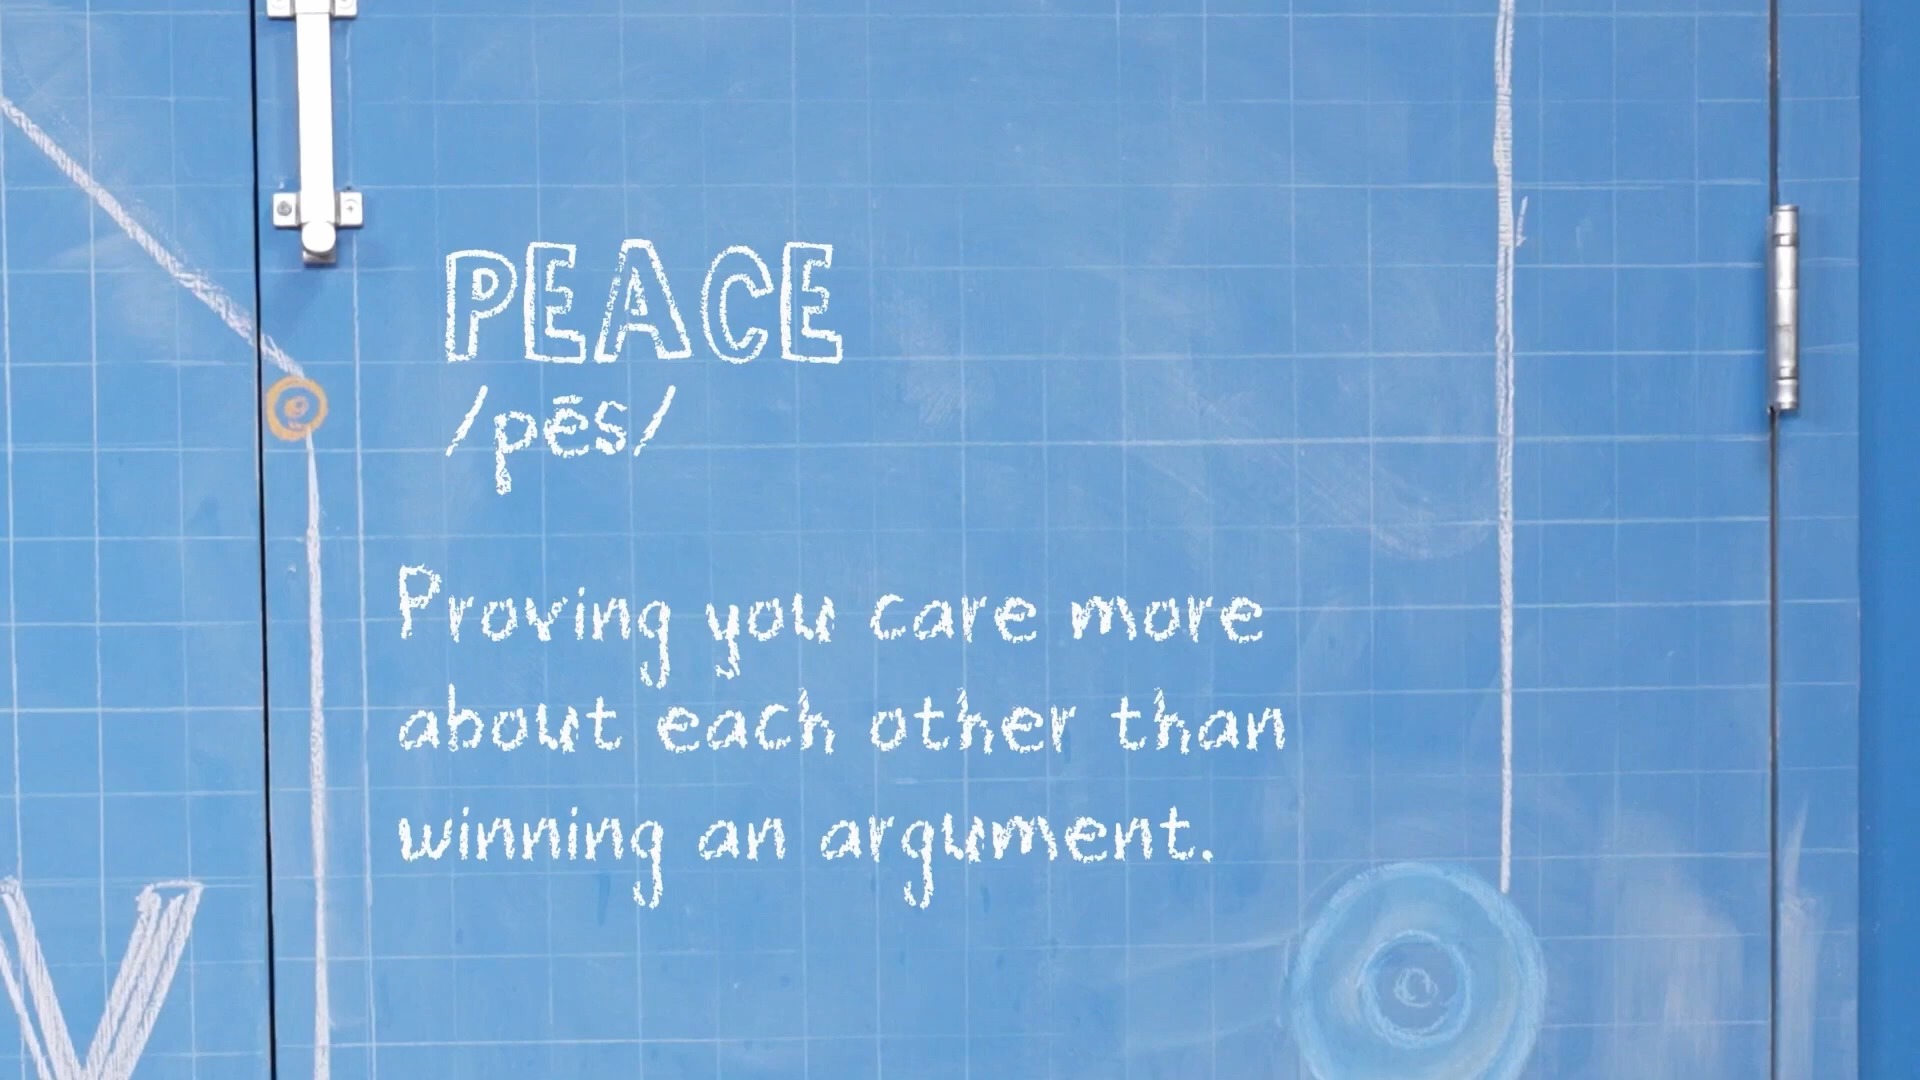 PEACE
/pēs/
Proving you care more
about each other than
winning an argument.